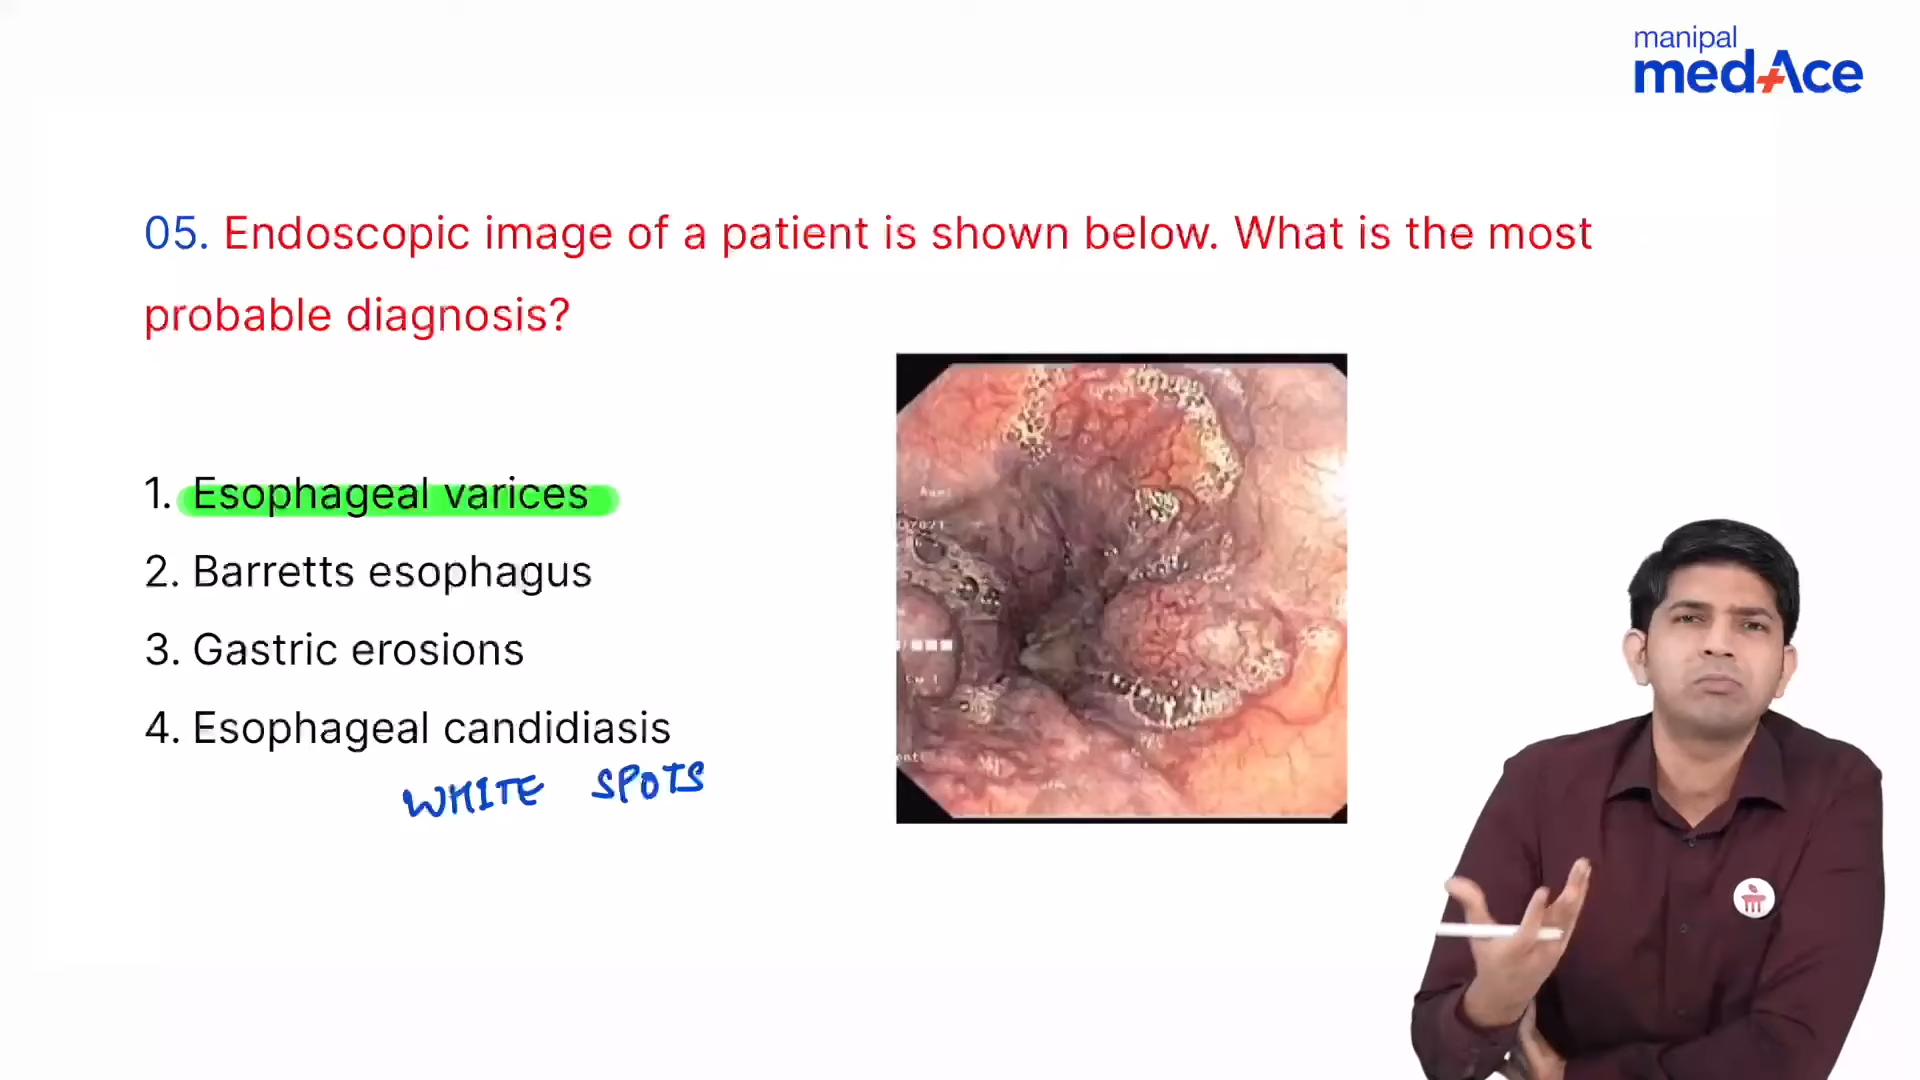 manipal
medAce
05. Endoscopic image of a patient is shown below. What is the most
probable diagnosis?
1. Esophageal varices
2. Barretts esophagus
3. Gastric erosions
4. Esophageal candidiasis
WHITE SPOTS